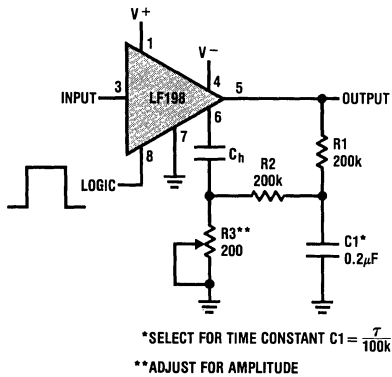 V+
1
V−
4
3
INPUT
LF198
5
OUTPUT
6
7
8
LOGIC
Ch
R1
200k
R2
200k
R3**
200
C1*
0.2μF
*SELECT FOR TIME CONSTANT C1 = τ/100k
**ADJUST FOR AMPLITUDE